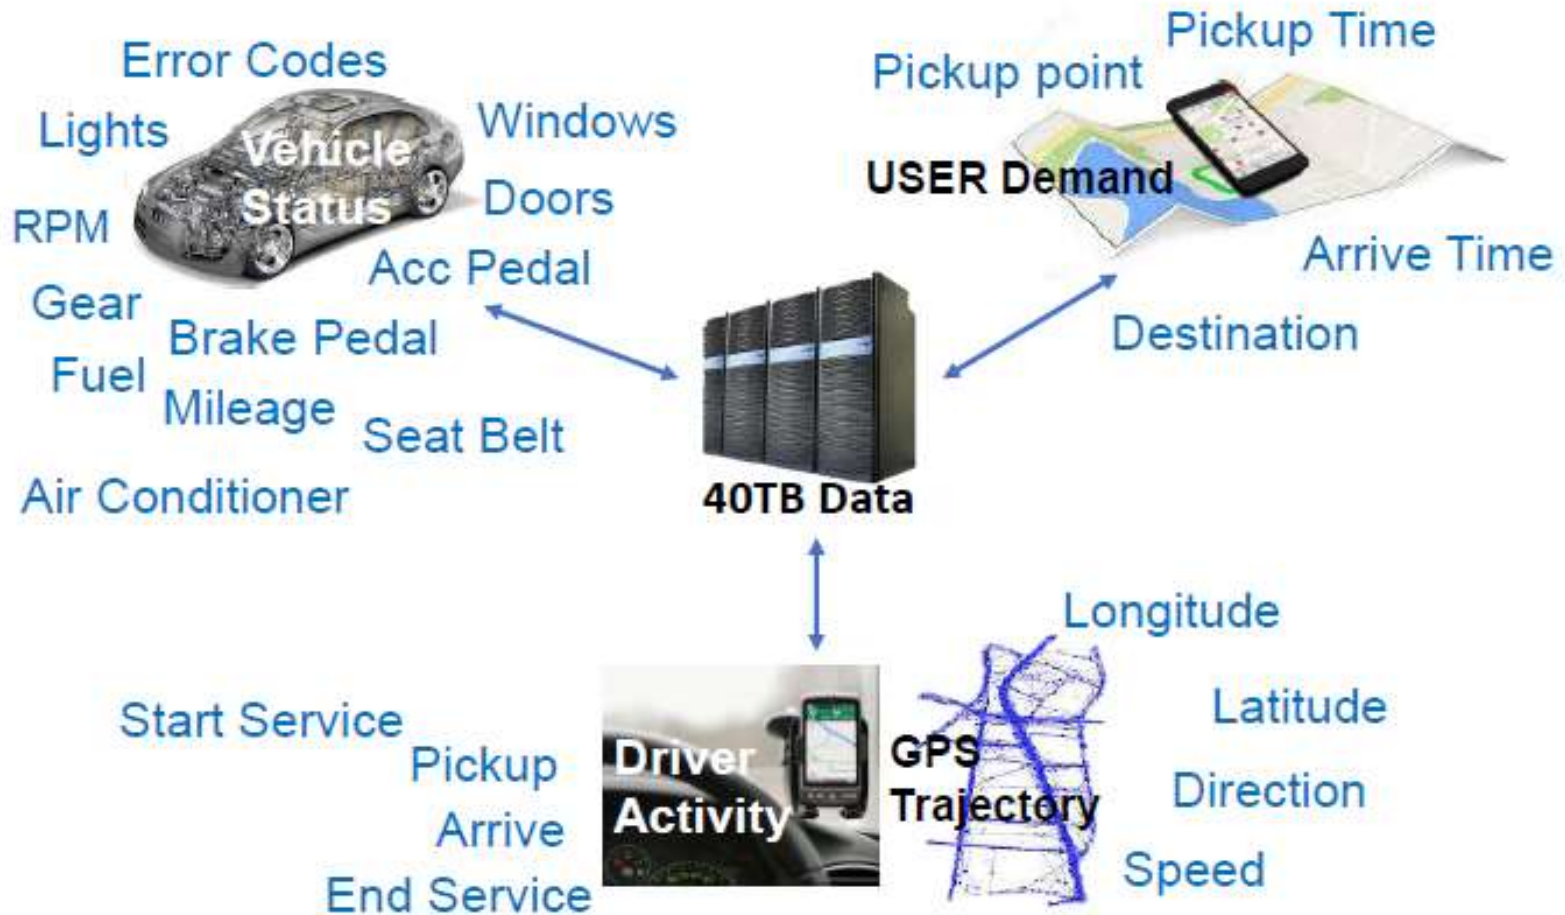 Error Codes
Lights
Vehicle
Status
Windows
Doors
RPM
Acc Pedal
Gear
Brake Pedal
Fuel
Mileage
Seat Belt
Air Conditioner
Pickup Time
Pickup point
USER Demand
Arrive Time
Destination
40TB Data
Start Service
Pickup
Arrive
End Service
Driver
Activity
GPS
Trajectory
Longitude
Latitude
Direction
Speed